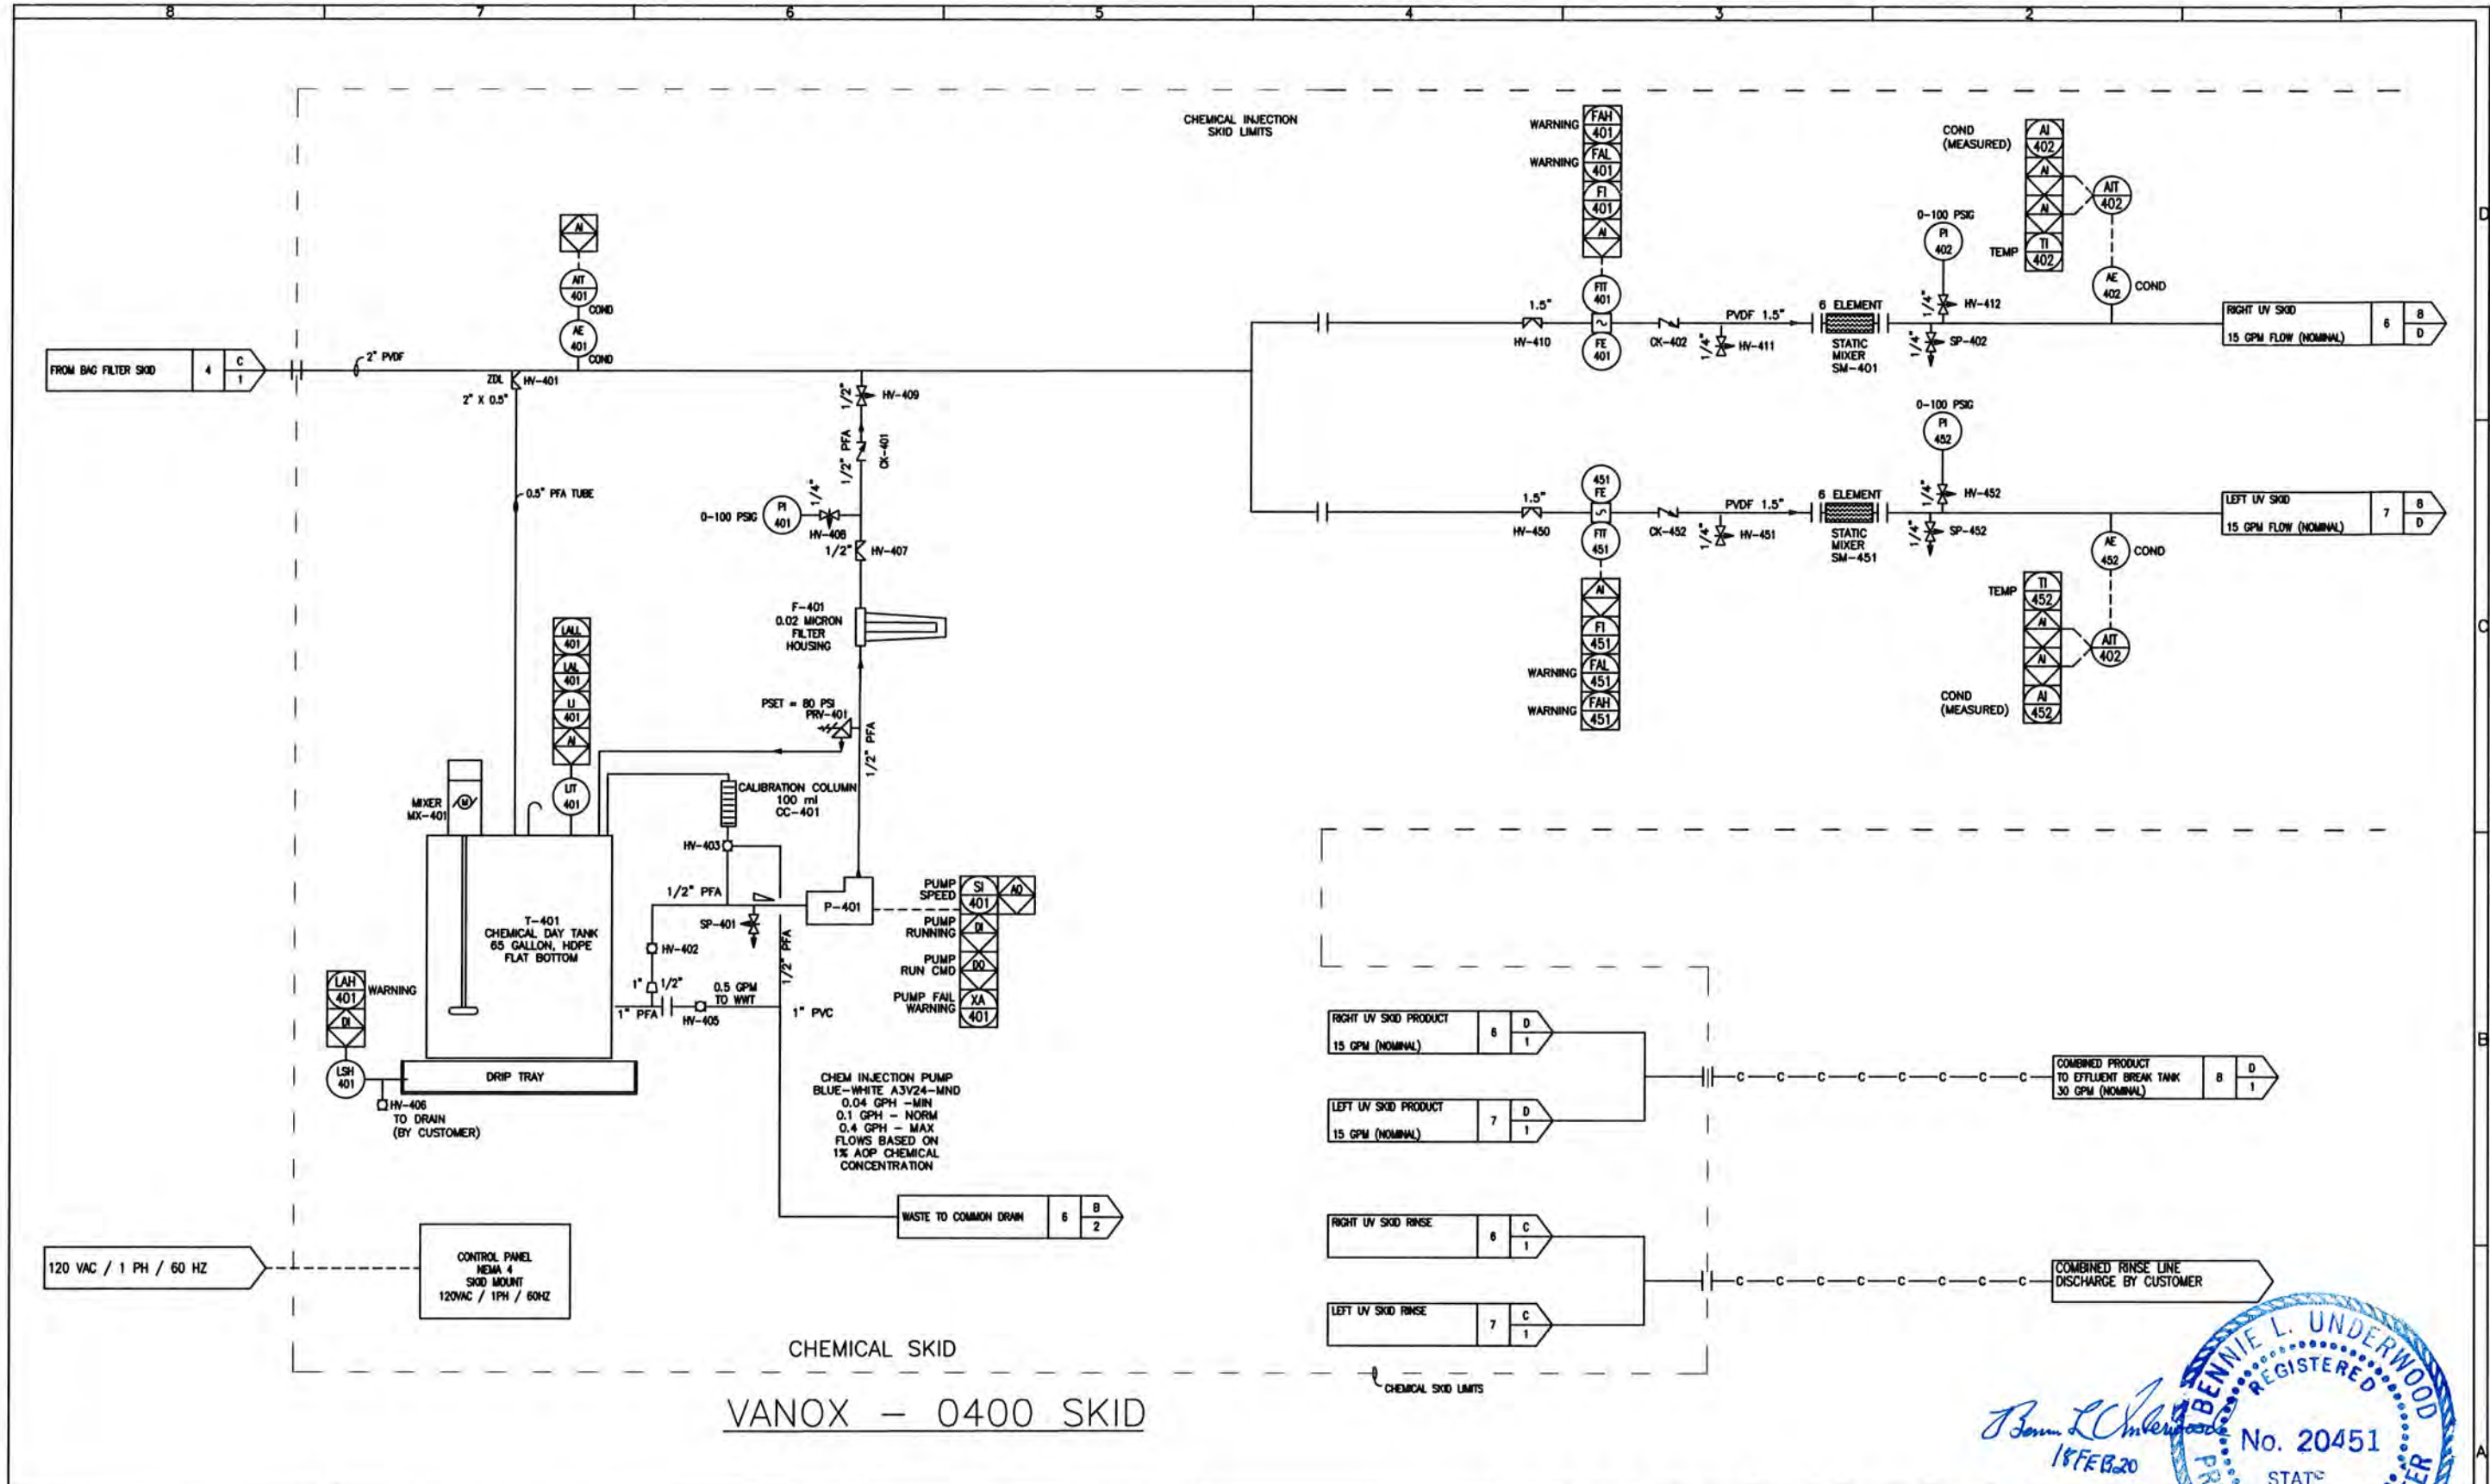 8 7 6 5 4 3 2 1
D
C
B
A
CHEMICAL INJECTION
SKID LIMITS
FROM BAG FILTER SKID
4
C
1
2" PVDF
ZDL
HV-401
2" X 0.5"
0.5" PFA TUBE
AI
AIT
401
COND
AE
401
COND
1/2"
HV-409
1/2" PFA
CK-401
0-100 PSIG
PI
401
1/4"
HV-408
1/2"
HV-407
F-401
0.02 MICRON
FILTER
HOUSING
PSET = 80 PSI
PRV-401
1/2" PFA
LALL
401
LAL
401
LI
401
AI
LIT
401
MIXER
MX-401
M
CALIBRATION COLUMN
100 ml
CC-401
HV-403
1/2" PFA
P-401
SP-401
1/2" PFA
HV-402
1"
1/2"
1" PFA
HV-405
0.5 GPM
TO WWT
1" PVC
T-401
CHEMICAL DAY TANK
65 GALLON, HDPE
FLAT BOTTOM
LAH
401
WARNING
DI
LSH
401
DRIP TRAY
HV-406
TO DRAIN
(BY CUSTOMER)
PUMP
SPEED
SI
401
AO
PUMP
RUNNING
DI
PUMP
RUN CMD
DO
PUMP FAIL
WARNING
XA
401
CHEM INJECTION PUMP
BLUE-WHITE A3V24-MND
0.04 GPH -MIN
0.1 GPH - NORM
0.4 GPH - MAX
FLOWS BASED ON
1% AOP CHEMICAL
CONCENTRATION
WASTE TO COMMON DRAIN
6
B
2
120 VAC / 1 PH / 60 HZ
CONTROL PANEL
NEMA 4
SKID MOUNT
120VAC / 1PH / 60HZ
CHEMICAL SKID
VANOX - 0400 SKID
WARNING
FAH
401
WARNING
FAL
401
FI
401
AI
FIT
401
FE
401
1.5"
HV-410
CK-402
PVDF 1.5"
1/4"
HV-411
6 ELEMENT
STATIC
MIXER
SM-401
0-100 PSIG
PI
402
1/4"
HV-412
1/4"
SP-402
COND
(MEASURED)
AI
402
AI
AI
TEMP
TI
402
AIT
402
AE
402
COND
RIGHT UV SKID
15 GPM FLOW (NOMINAL)
6
8
D
451
FE
FIT
451
1.5"
HV-450
CK-452
PVDF 1.5"
1/4"
HV-451
6 ELEMENT
STATIC
MIXER
SM-451
0-100 PSIG
PI
452
1/4"
HV-452
1/4"
SP-452
AI
FI
451
WARNING
FAL
451
WARNING
FAH
451
AE
452
COND
TEMP
TI
452
AI
AI
COND
(MEASURED)
AI
452
AIT
402
LEFT UV SKID
15 GPM FLOW (NOMINAL)
7
8
D
RIGHT UV SKID PRODUCT
15 GPM (NOMINAL)
6
D
1
LEFT UV SKID PRODUCT
15 GPM (NOMINAL)
7
D
1
C C C C C C C
COMBINED PRODUCT
TO EFFLUENT BREAK TANK
30 GPM (NOMINAL)
8
D
1
RIGHT UV SKID RINSE
6
C
1
LEFT UV SKID RINSE
7
C
1
C C C C C C C
COMBINED RINSE LINE
DISCHARGE BY CUSTOMER
CHEMICAL SKID LIMITS
BENNIE L. UNDERWOOD
REGISTERED
No. 20451
18 FEB 20